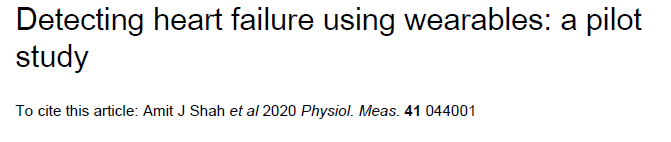 Detecting heart failure using wearables: a pilot
study
To cite this article: Amit J Shah et al 2020 Physiol. Meas. 41 044001